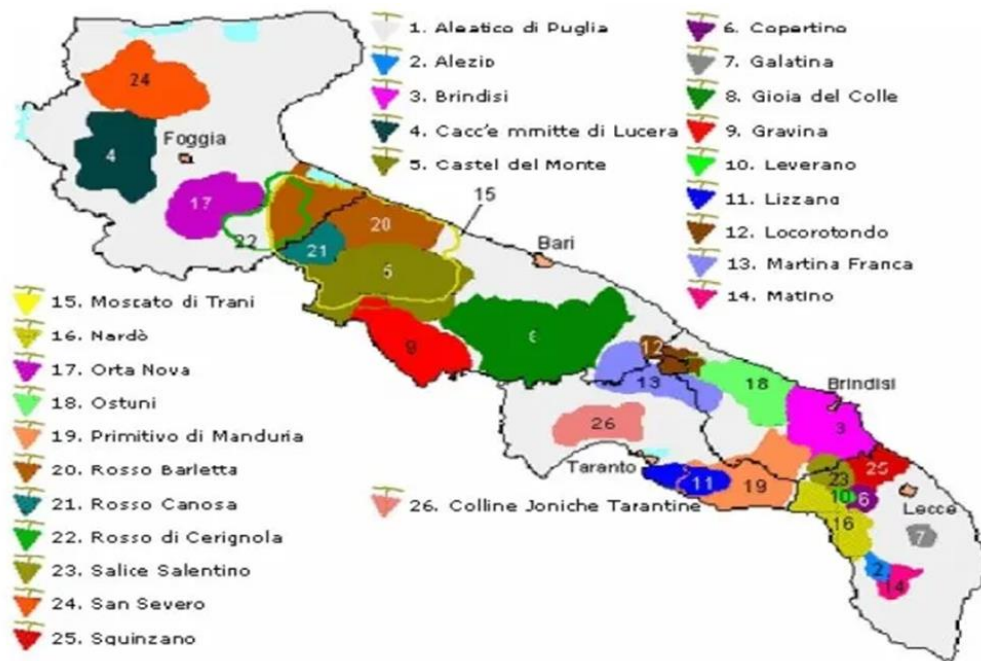 1. Aleatico di Puglia
2. Alezio
3. Brindisi
4. Cacc'e mmitte di Lucera
5. Castel del Monte
6. Copertino
7. Galatina
8. Gioia del Colle
9. Gravina
10. Leverano
11. Lizzano
12. Locorotondo
13. Martina Franca
14. Matino
15. Moscato di Trani
16. Nardò
17. Orta Nova
18. Ostuni
19. Primitivo di Manduria
20. Rosso Barletta
21. Rosso Canosa
22. Rosso di Cerignola
23. Salice Salentino
24. San Severo
25. Squinzano
26. Colline Joniche Tarantine
24
Foggia
4
17
22
21
20
15
5
Bari
9
12
13
18
Brindisi
3
26
Taranto
11
19
23
25
10
6
Lecce
16
7
2
14